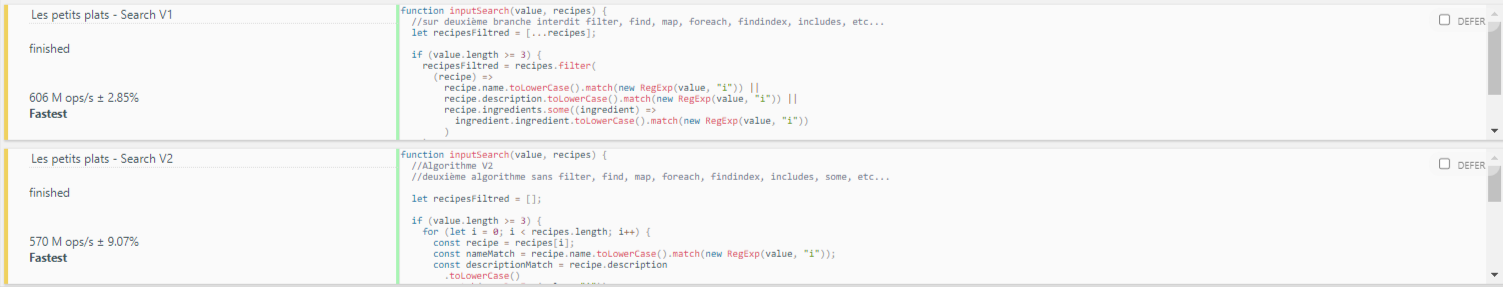 Les petits plats - Search V1
finished
606 M ops/s ± 2.85%
Fastest
function inputSearch(value, recipes) {
//sur deuxième branche interdit filter, find, map, foreach, findindex, includes, etc...
let recipesFiltred = [...recipes];
if (value.length >= 3) {
recipesFiltred = recipes.filter(
(recipe) =>
recipe.name.toLowerCase().match(new RegExp(value, "i")) ||
recipe.description.toLowerCase().match(new RegExp(value, "i")) ||
recipe.ingredients.some((ingredient) =>
ingredient.ingredient.toLowerCase().match(new RegExp(value, "i"))
)
DEFER
Les petits plats - Search V2
finished
570 M ops/s ± 9.07%
Fastest
function inputSearch(value, recipes) {
//Algorithme V2
//deuxième algorithme sans filter, find, map, foreach, findindex, includes, some, etc...
let recipesFiltred = [];
if (value.length >= 3) {
for (let i = 0; i < recipes.length; i++) {
const recipe = recipes[i];
const nameMatch = recipe.name.toLowerCase().match(new RegExp(value, "i"));
const descriptionMatch = recipe.description
.toLowerCase()
DEFER